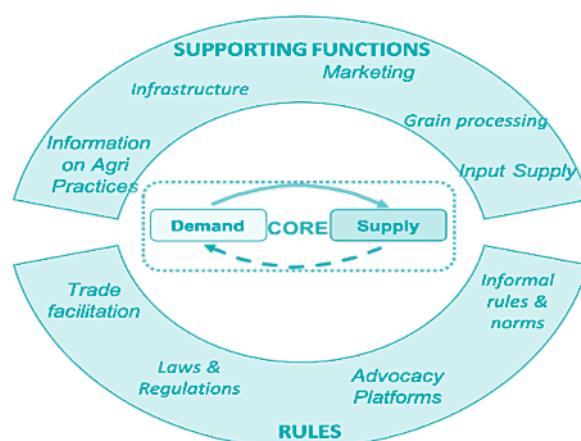 SUPPORTING FUNCTIONS
Marketing
Infrastructure
Grain processing
Information
on Agri
Practices
Input Supply
Demand
CORE
Supply
Trade
facilitation
Informal
rules &
norms
Laws &
Regulations
Advocacy
Platforms
RULES